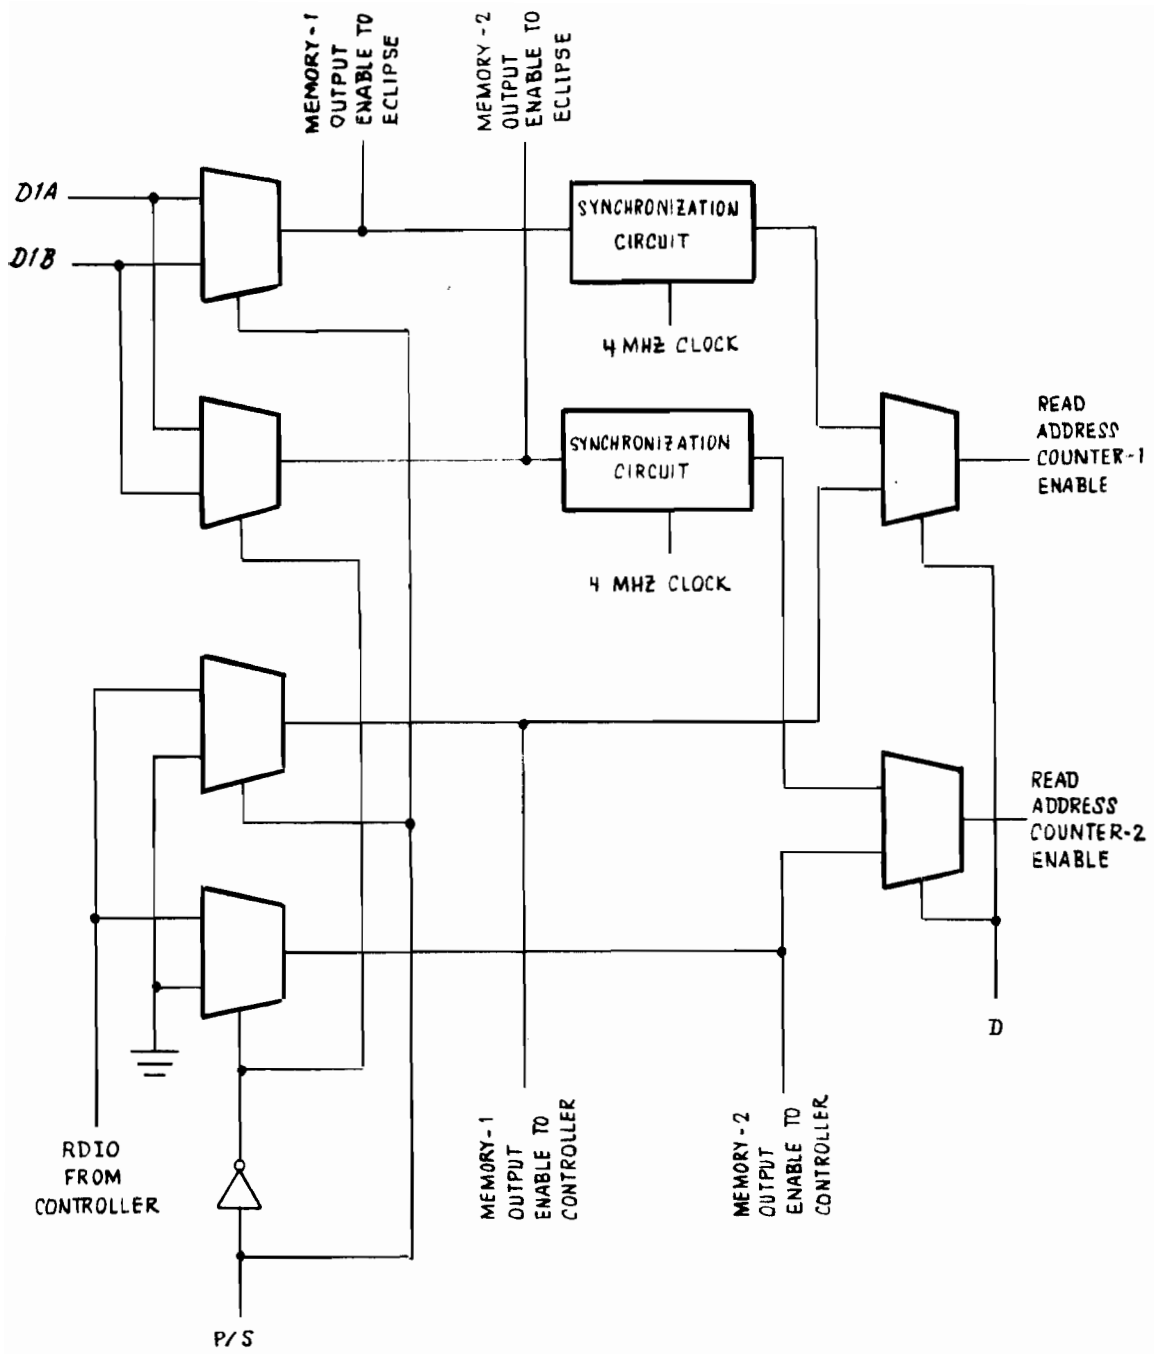 MEMORY-1
OUTPUT
ENABLE TO
ECLIPSE
MEMORY-2
OUTPUT
ENABLE TO
ECLIPSE
D1A
D1B
SYNCHRONIZATION
CIRCUIT
4 MHZ CLOCK
SYNCHRONIZATION
CIRCUIT
4 MHZ CLOCK
READ
ADDRESS
COUNTER-1
ENABLE
READ
ADDRESS
COUNTER-2
ENABLE
D
RDIO
FROM
CONTROLLER
MEMORY-1
OUTPUT
ENABLE TO
CONTROLLER
MEMORY-2
OUTPUT
ENABLE TO
CONTROLLER
P/S